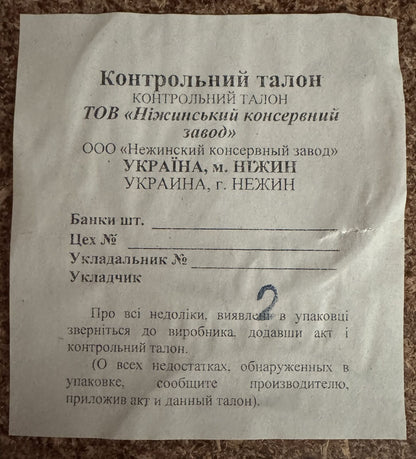 Контрольний талон
КОНТРОЛЬНИЙ ТАЛОН
ТОВ «Ніжинський консервний
завод»
ООО «Нежинский консервный завод»
УКРАЇНА, м. НІЖИН
УКРАИНА, г. НЕЖИН
Банки шт.
Цех №
Укладальник №
Укладчик
2
Про всі недоліки, виявлені в упаковці
зверніться до виробника, додавши акт і
контрольний талон.
(О всех недостатках, обнаруженных в
упаковке, сообщите производителю,
приложив акт и данный талон).